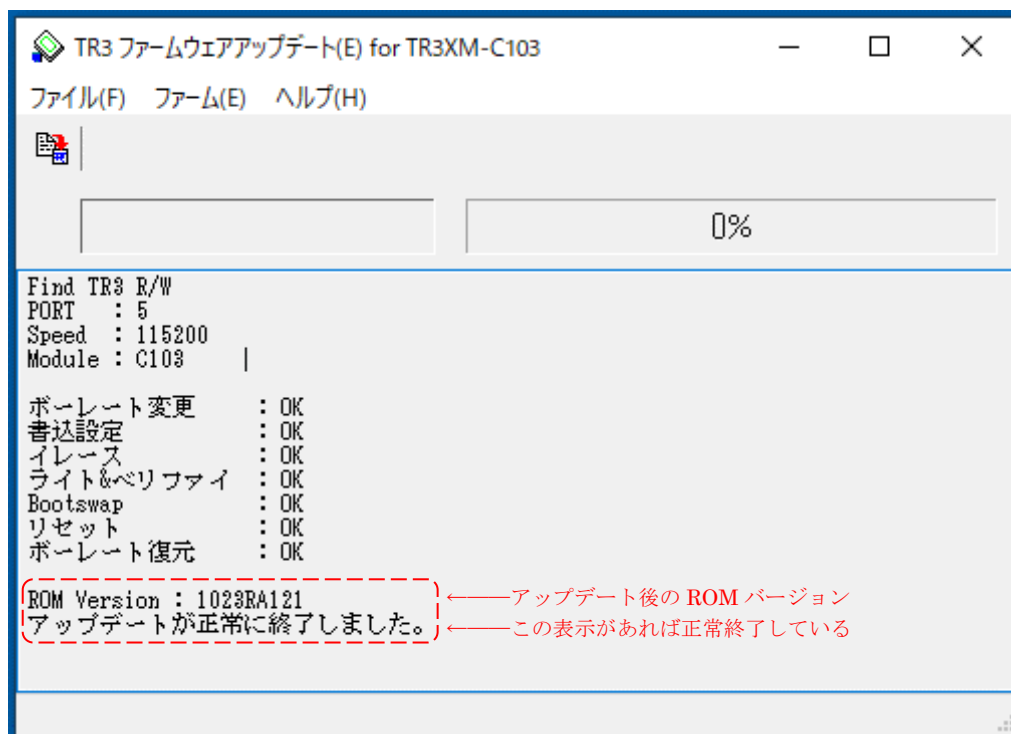 TR3 ファームウェアアップデート(E) for TR3XM-C103
ファイル(F) ファーム(E) ヘルプ(H)
0%
Find TR3 R/W
PORT : 5
Speed : 115200
Module : C103
ボーレート変更 : OK
書込設定 : OK
イレース : OK
ライト&ベリファイ : OK
Bootswap : OK
リセット : OK
ボーレート復元 : OK
ROM Version : 1023RA121 ←――アップデート後の ROM バージョン
アップデートが正常に終了しました。 ←――この表示があれば正常終了している